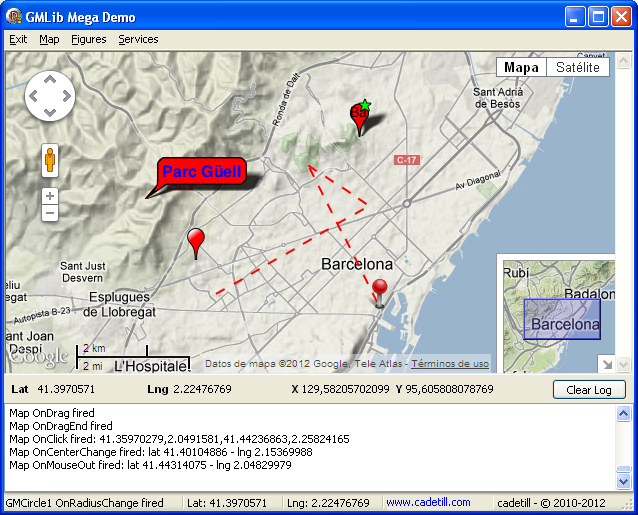 GMLib Mega Demo
Exit Map Figures Services
Mapa Satélite
Canvet
Sant Adrià
de Besòs
Ronda de Dalt
Ba
C-17
Parc Güell
Av Diagonal
Barcelona
Sant Just
Desvern
Esplugues
de Llobregat
Autopista B-23
Sant Joan
Despí
L'Hospitalet
2 km
2 mi
Google
Datos de mapa ©2012 Google, Tele Atlas - Términos de uso
Rubí
Badalona
Barcelona
Lat 41.3970571 Lng 2.22476769 X 129,58205702099 Y 95,605808078769 Clear Log
Map OnDrag fired
Map OnDragEnd fired
Map OnClick fired: 41.35970279,2.0491581,41.44236863,2.25824165
Map OnCenterChange fired: lat 41.40104886 - lng 2.15369988
Map OnMouseOut fired: lat 41.44314075 - lng 2.04829979
GMCircle1 OnRadiusChange fired Lat: 41.3970571 Lng: 2.22476769 www.cadetill.com cadetill - © 2010-2012